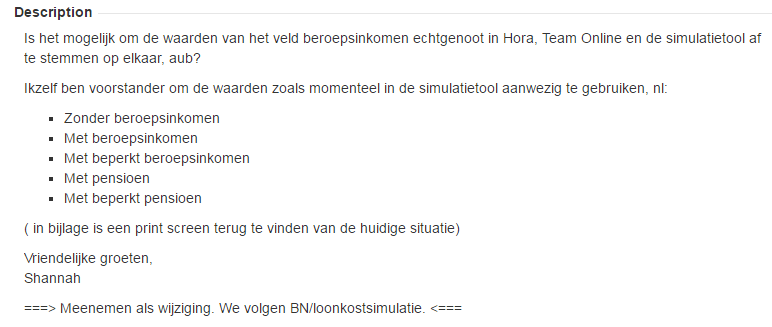 Description
Is het mogelijk om de waarden van het veld beroepsinkomen echtgenoot in Hora, Team Online en de simulatietool af
te stemmen op elkaar, aub?
Ikzelf ben voorstander om de waarden zoals momenteel in de simulatietool aanwezig te gebruiken, nl:
▪ Zonder beroepsinkomen
▪ Met beroepsinkomen
▪ Met beperkt beroepsinkomen
▪ Met pensioen
▪ Met beperkt pensioen
( in bijlage is een print screen terug te vinden van de huidige situatie)
Vriendelijke groeten,
Shannah
===> Meenemen als wijziging. We volgen BN/loonkostsimulatie. <===